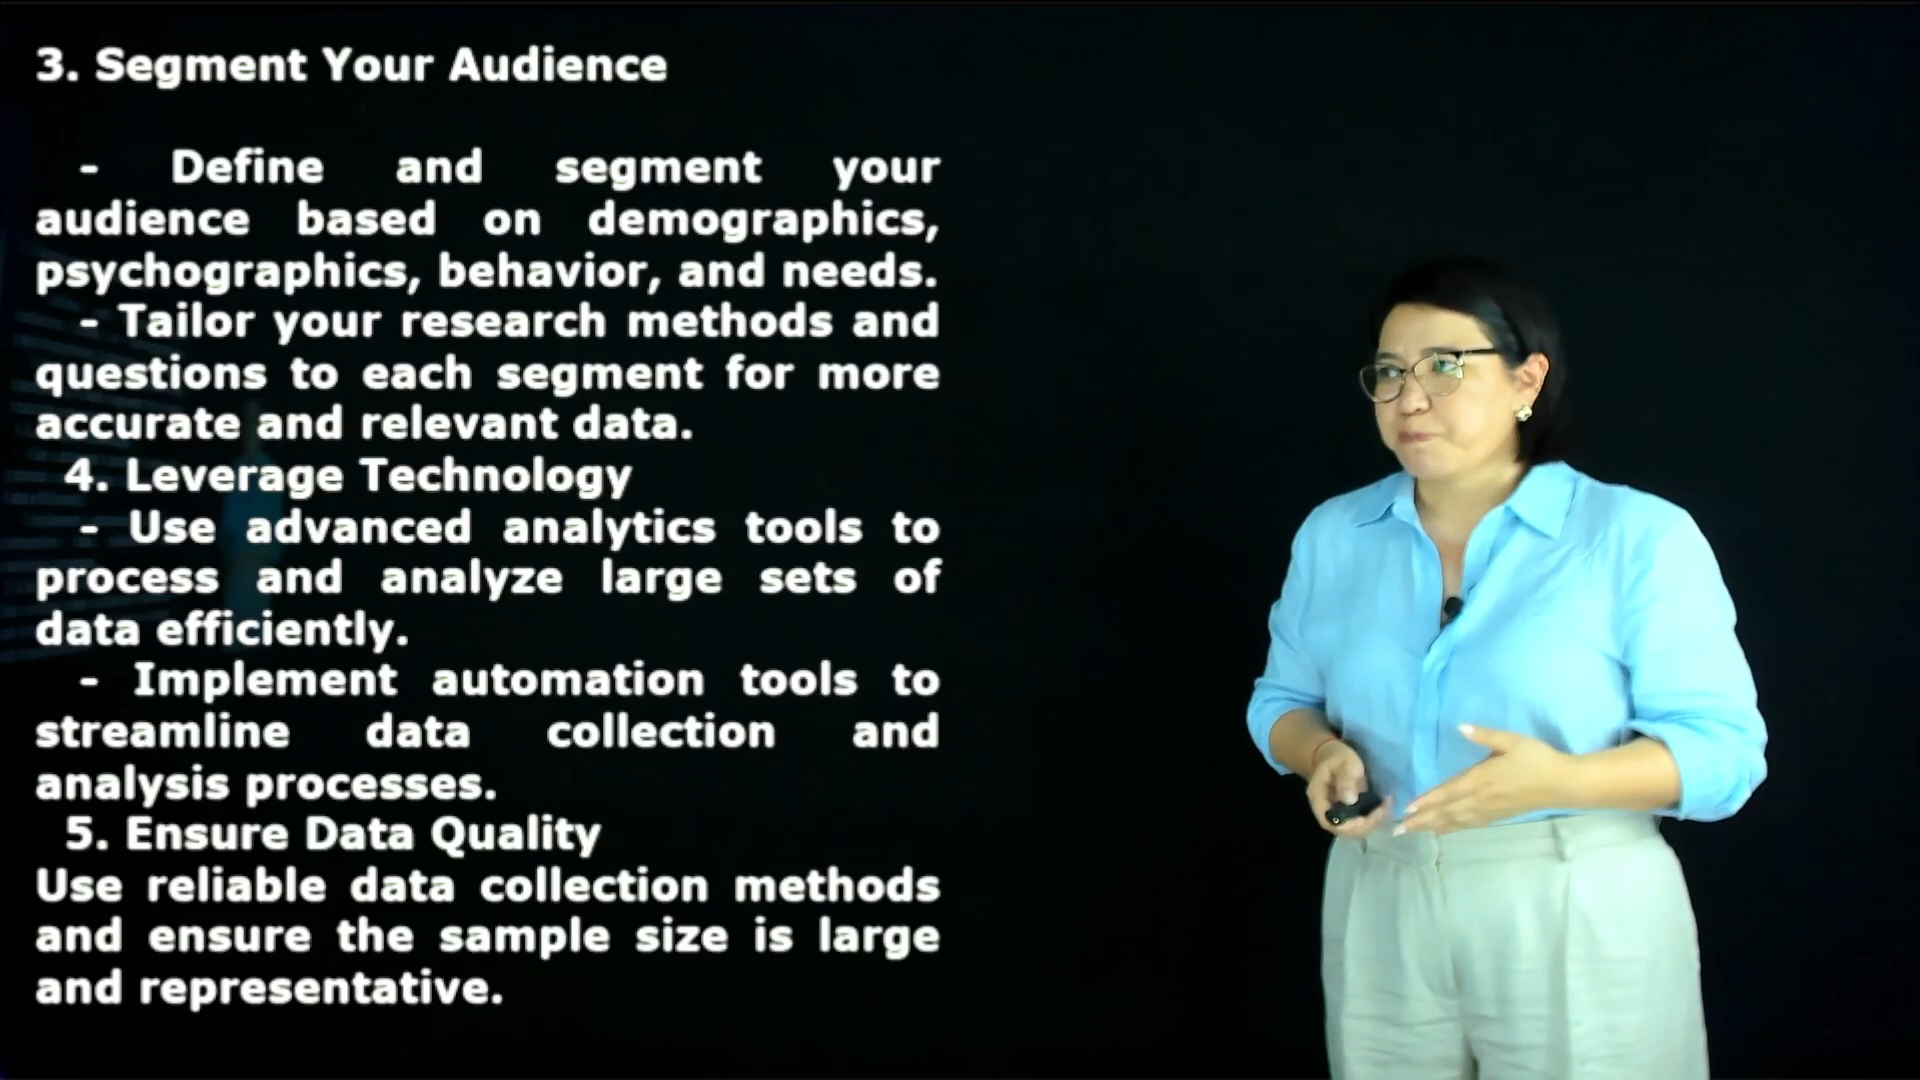 3. Segment Your Audience
- Define and segment your
audience based on demographics,
psychographics, behavior, and needs.
- Tailor your research methods and
questions to each segment for more
accurate and relevant data.
4. Leverage Technology
- Use advanced analytics tools to
process and analyze large sets of
data efficiently.
- Implement automation tools to
streamline data collection and
analysis processes.
5. Ensure Data Quality
Use reliable data collection methods
and ensure the sample size is large
and representative.